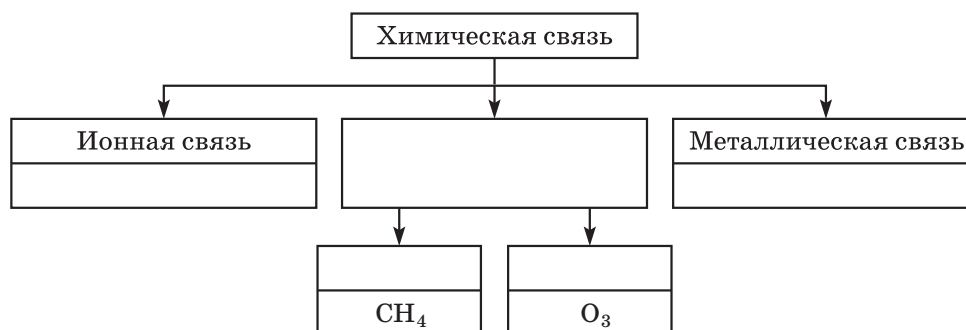 Химическая связь
Ионная связь
Металлическая связь
CH₄
O₃